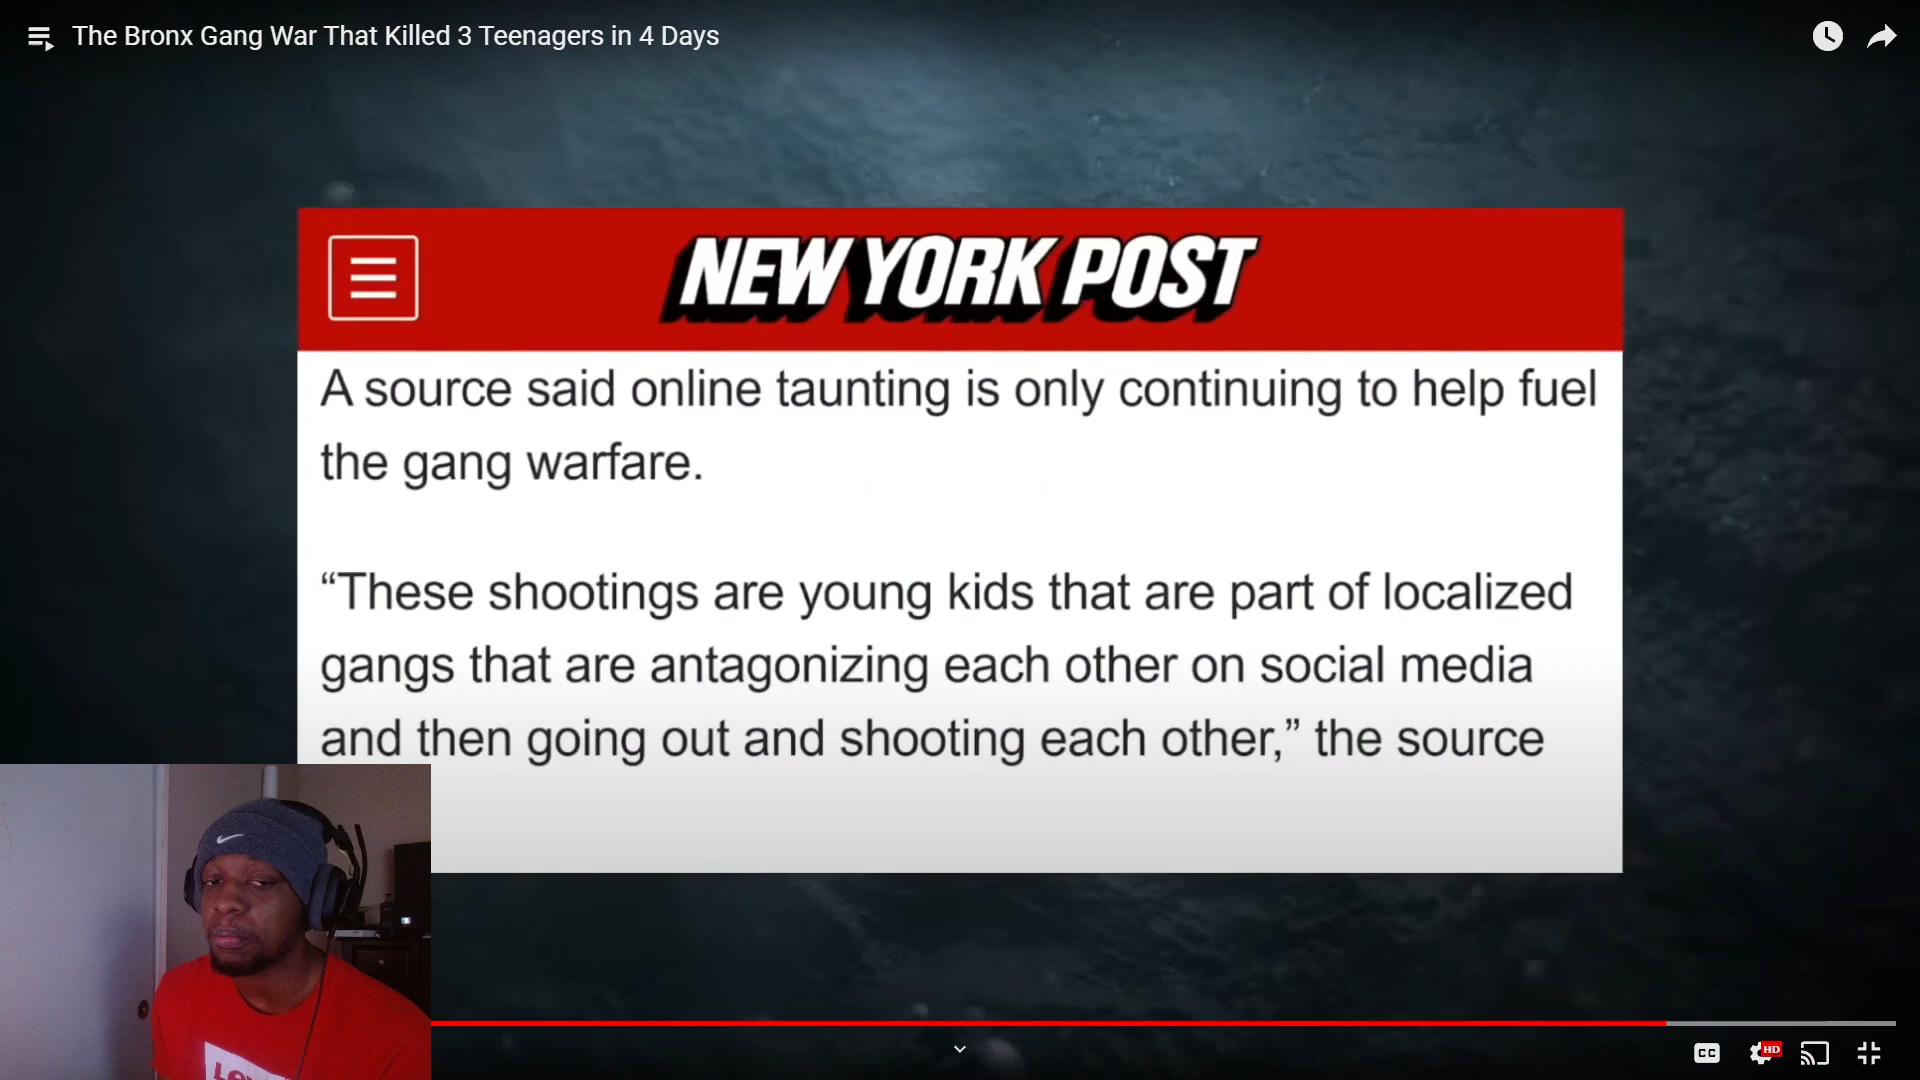 The Bronx Gang War That Killed 3 Teenagers in 4 Days
NEW YORK POST
A source said online taunting is only continuing to help fuel
the gang warfare.
“These shootings are young kids that are part of localized
gangs that are antagonizing each other on social media
and then going out and shooting each other,” the source
CC
HD